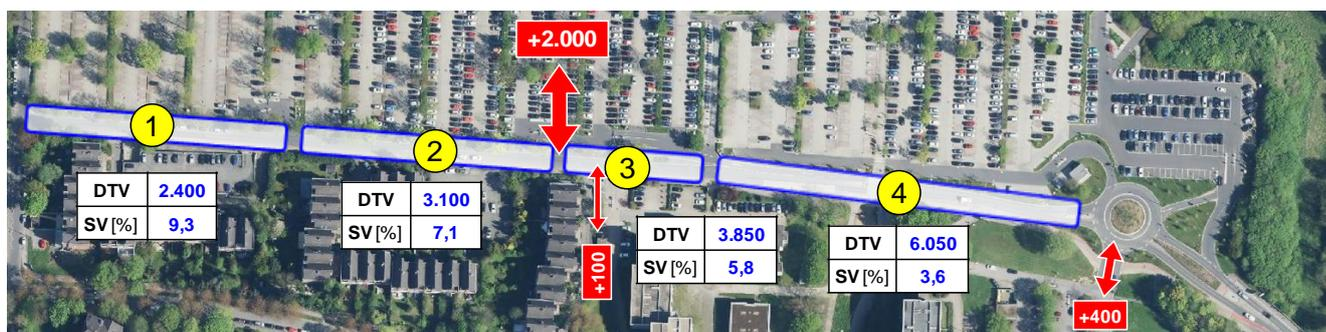 +2.000
1
2
3
4
DTV 2.400
SV [%] 9,3
DTV 3.100
SV [%] 7,1
+100
DTV 3.850
SV [%] 5,8
DTV 6.050
SV [%] 3,6
+400